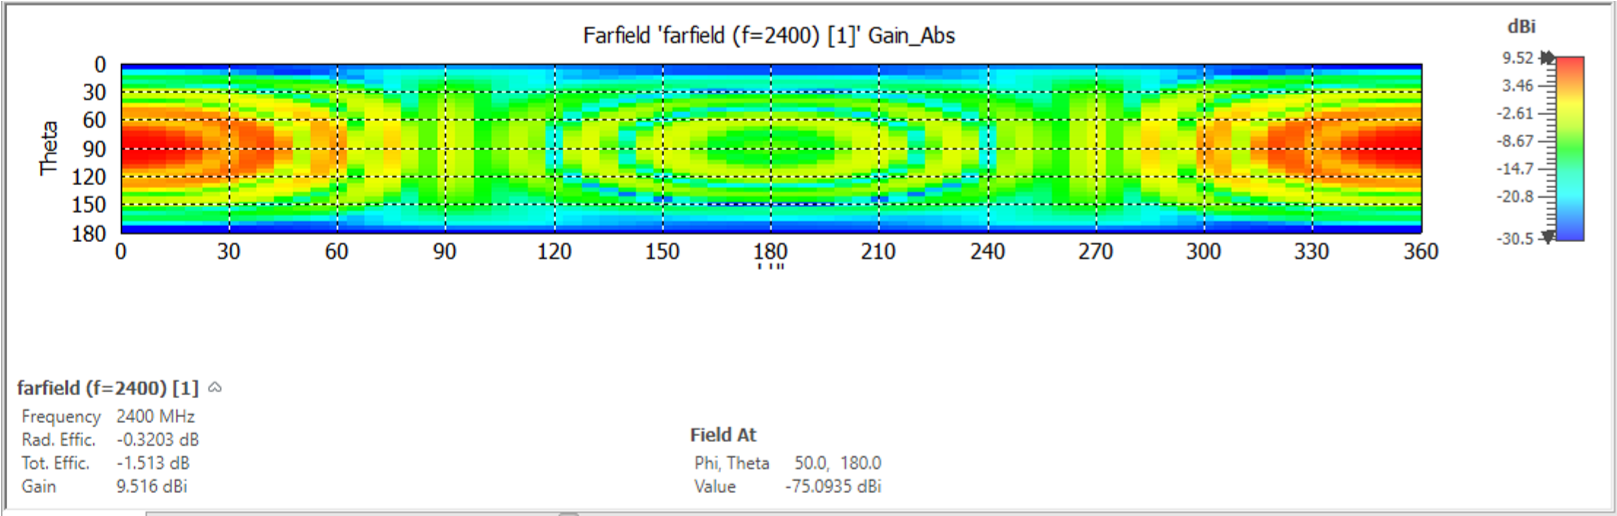 Farfield 'farfield (f=2400) [1]' Gain_Abs
dBi
9.52
3.46
-2.61
-8.67
-14.7
-20.8
-30.5
Theta
0
30
60
90
120
150
180
0 30 60 90 120 150 180 210 240 270 300 330 360
farfield (f=2400) [1]
Frequency 2400 MHz
Rad. Effic. -0.3203 dB
Tot. Effic. -1.513 dB
Gain 9.516 dBi
Field At
Phi, Theta 50.0, 180.0
Value -75.0935 dBi